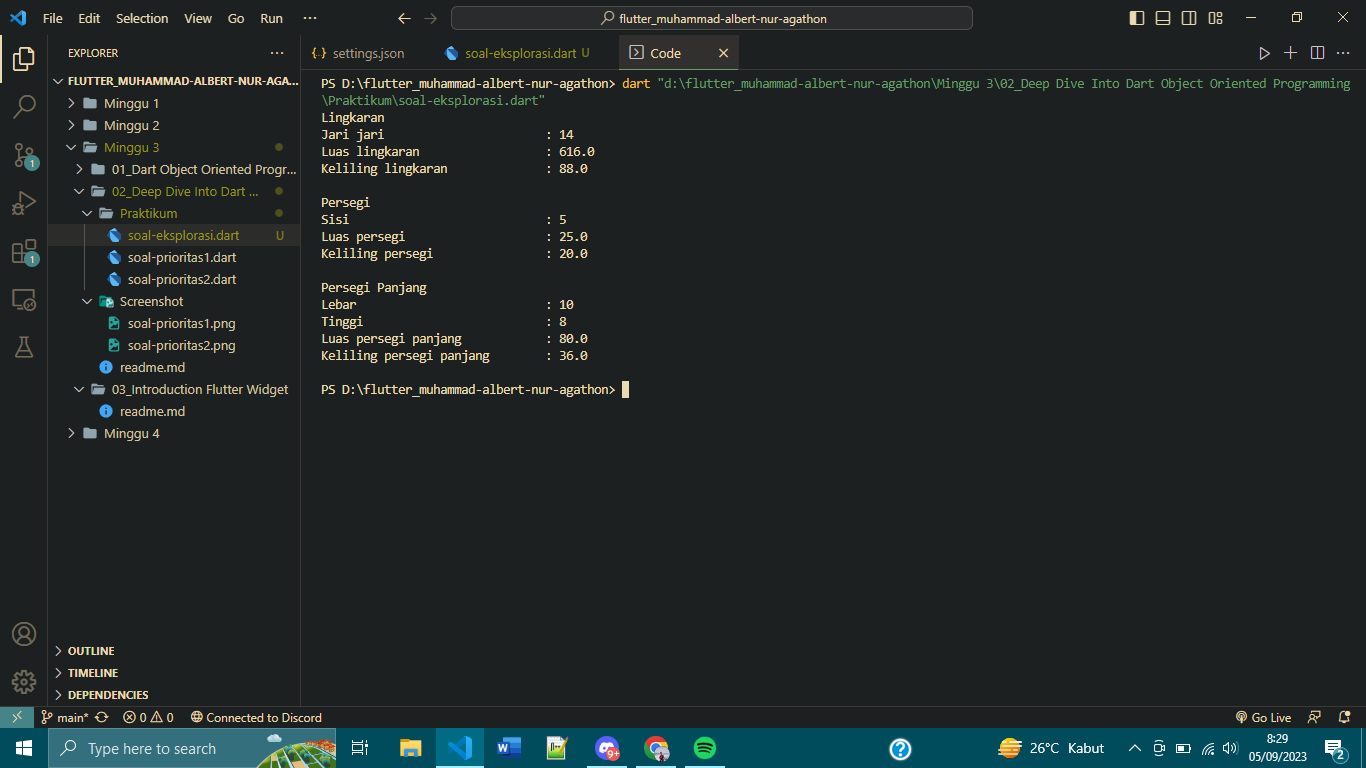 File Edit Selection View Go Run ···
flutter_muhammad-albert-nur-agathon
EXPLORER ···
FLUTTER_MUHAMMAD-ALBERT-NUR-AGA...
Minggu 1
Minggu 2
Minggu 3
01_Dart Object Oriented Progr...
02_Deep Dive Into Dart ...
Praktikum
soal-eksplorasi.dart U
soal-prioritas1.dart
soal-prioritas2.dart
Screenshot
soal-prioritas1.png
soal-prioritas2.png
readme.md
03_Introduction Flutter Widget
readme.md
Minggu 4
OUTLINE
TIMELINE
DEPENDENCIES
1
1
{} settings.json soal-eksplorasi.dart U Code
PS D:\flutter_muhammad-albert-nur-agathon> dart "d:\flutter_muhammad-albert-nur-agathon\Minggu 3\02_Deep Dive Into Dart Object Oriented Programming
\Praktikum\soal-eksplorasi.dart"
Lingkaran
Jari jari : 14
Luas lingkaran : 616.0
Keliling lingkaran : 88.0
Persegi
Sisi : 5
Luas persegi : 25.0
Keliling persegi : 20.0
Persegi Panjang
Lebar : 10
Tinggi : 8
Luas persegi panjang : 80.0
Keliling persegi panjang : 36.0
PS D:\flutter_muhammad-albert-nur-agathon>
main* 0 0 Connected to Discord Go Live
Type here to search
9+
26°C Kabut
8:29
05/09/2023
2